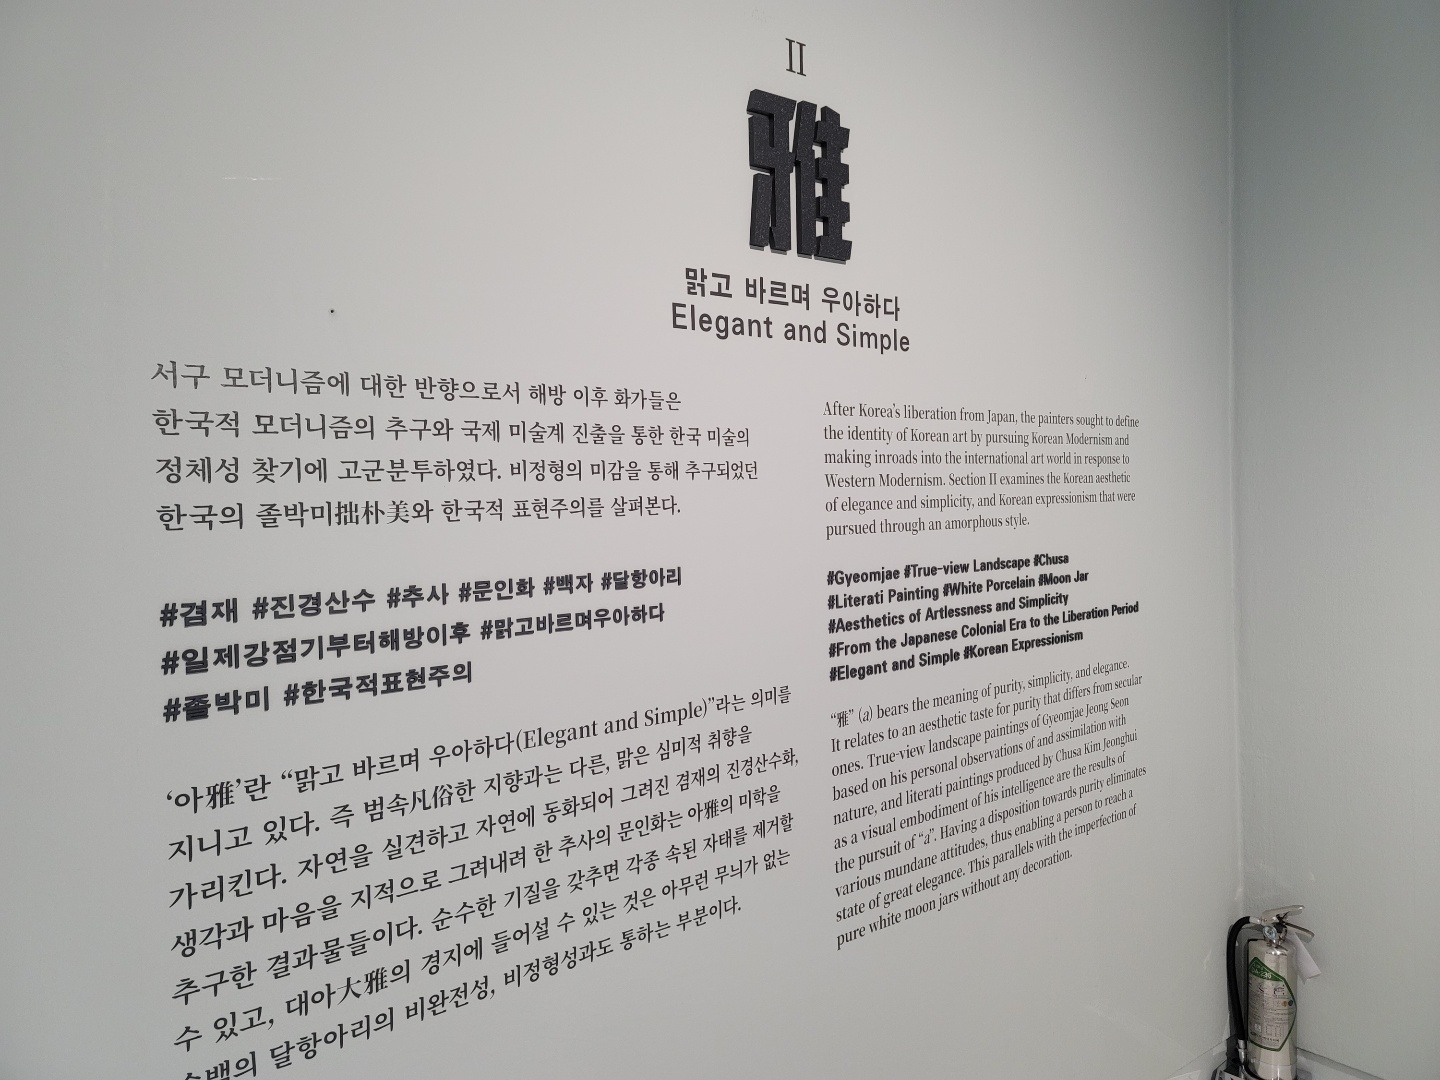 II
雅
맑고 바르며 우아하다
Elegant and Simple
서구 모더니즘에 대한 반향으로서 해방 이후 화가들은
한국적 모더니즘의 추구와 국제 미술계 진출을 통한 한국 미술의
정체성 찾기에 고군분투하였다. 비정형의 미감을 통해 추구되었던
한국의 졸박미拙朴美와 한국적 표현주의를 살펴본다.
#겸재 #진경산수 #추사 #문인화 #백자 #달항아리
#일제강점기부터해방이후 #맑고바르며우아하다
#졸박미 #한국적표현주의
‘아雅’란 “맑고 바르며 우아하다(Elegant and Simple)”라는 의미를
지니고 있다. 즉 범속凡俗한 지향과는 다른, 맑은 심미적 취향을
가리킨다. 자연을 실견하고 자연에 동화되어 그려진 겸재의 진경산수화,
생각과 마음을 지적으로 그려내려 한 추사의 문인화는 아雅의 미학을
추구한 결과물들이다. 순수한 기질을 갖추면 각종 속된 자태를 제거할
수 있고, 대아大雅의 경지에 들어설 수 있는 것은 아무런 무늬가 없는
순백의 달항아리의 비완전성, 비정형성과도 통하는 부분이다.
After Korea’s liberation from Japan, the painters sought to define
the identity of Korean art by pursuing Korean Modernism and
making inroads into the international art world in response to
Western Modernism. Section II examines the Korean aesthetic
of elegance and simplicity, and Korean expressionism that were
pursued through an amorphous style.
#Gyeomjae #True-view Landscape #Chusa
#Literati Painting #White Porcelain #Moon Jar
#Aesthetics of Artlessness and Simplicity
#From the Japanese Colonial Era to the Liberation Period
#Elegant and Simple #Korean Expressionism
“雅” (a) bears the meaning of purity, simplicity, and elegance.
It relates to an aesthetic taste for purity that differs from secular
ones. True-view landscape paintings of Gyeomjae Jeong Seon
based on his personal observations of and assimilation with
nature, and literati paintings produced by Chusa Kim Jeonghui
as a visual embodiment of his intelligence are the results of
the pursuit of “a”. Having a disposition towards purity eliminates
various mundane attitudes, thus enabling a person to reach a
state of great elegance. This parallels with the imperfection of
pure white moon jars without any decoration.